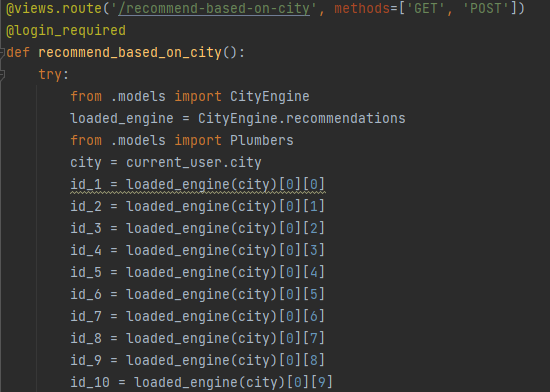 @views.route('/recommend-based-on-city', methods=['GET', 'POST'])
@login_required
def recommend_based_on_city():
try:
from .models import CityEngine
loaded_engine = CityEngine.recommendations
from .models import Plumbers
city = current_user.city
id_1 = loaded_engine(city)[0][0]
id_2 = loaded_engine(city)[0][1]
id_3 = loaded_engine(city)[0][2]
id_4 = loaded_engine(city)[0][3]
id_5 = loaded_engine(city)[0][4]
id_6 = loaded_engine(city)[0][5]
id_7 = loaded_engine(city)[0][6]
id_8 = loaded_engine(city)[0][7]
id_9 = loaded_engine(city)[0][8]
id_10 = loaded_engine(city)[0][9]